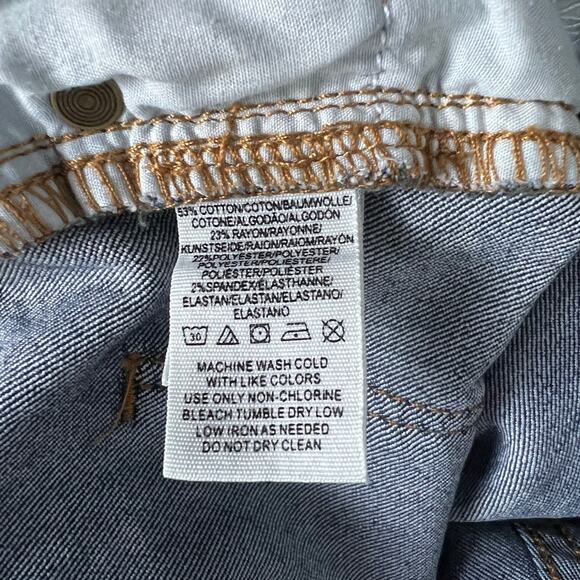 53% COTTON/COTON/BAUMWOLLE/
COTONE/ALGODÃO/ALGODÓN
23% RAYON/RAYONNE/
KUNSTSEIDE/RAION/RAIOM/RAYÓN
22%POLYESTER/POLYESTER/
POLYESTER/POLIESTERE/
POLIÉSTER/POLIÉSTER
2%SPANDEX/ÉLASTHANNE/
ELASTAN/ELASTAN/ELASTANO/
ELASTANO
30
MACHINE WASH COLD
WITH LIKE COLORS
USE ONLY NON-CHLORINE
BLEACH TUMBLE DRY LOW
LOW IRON AS NEEDED
DO NOT DRY CLEAN